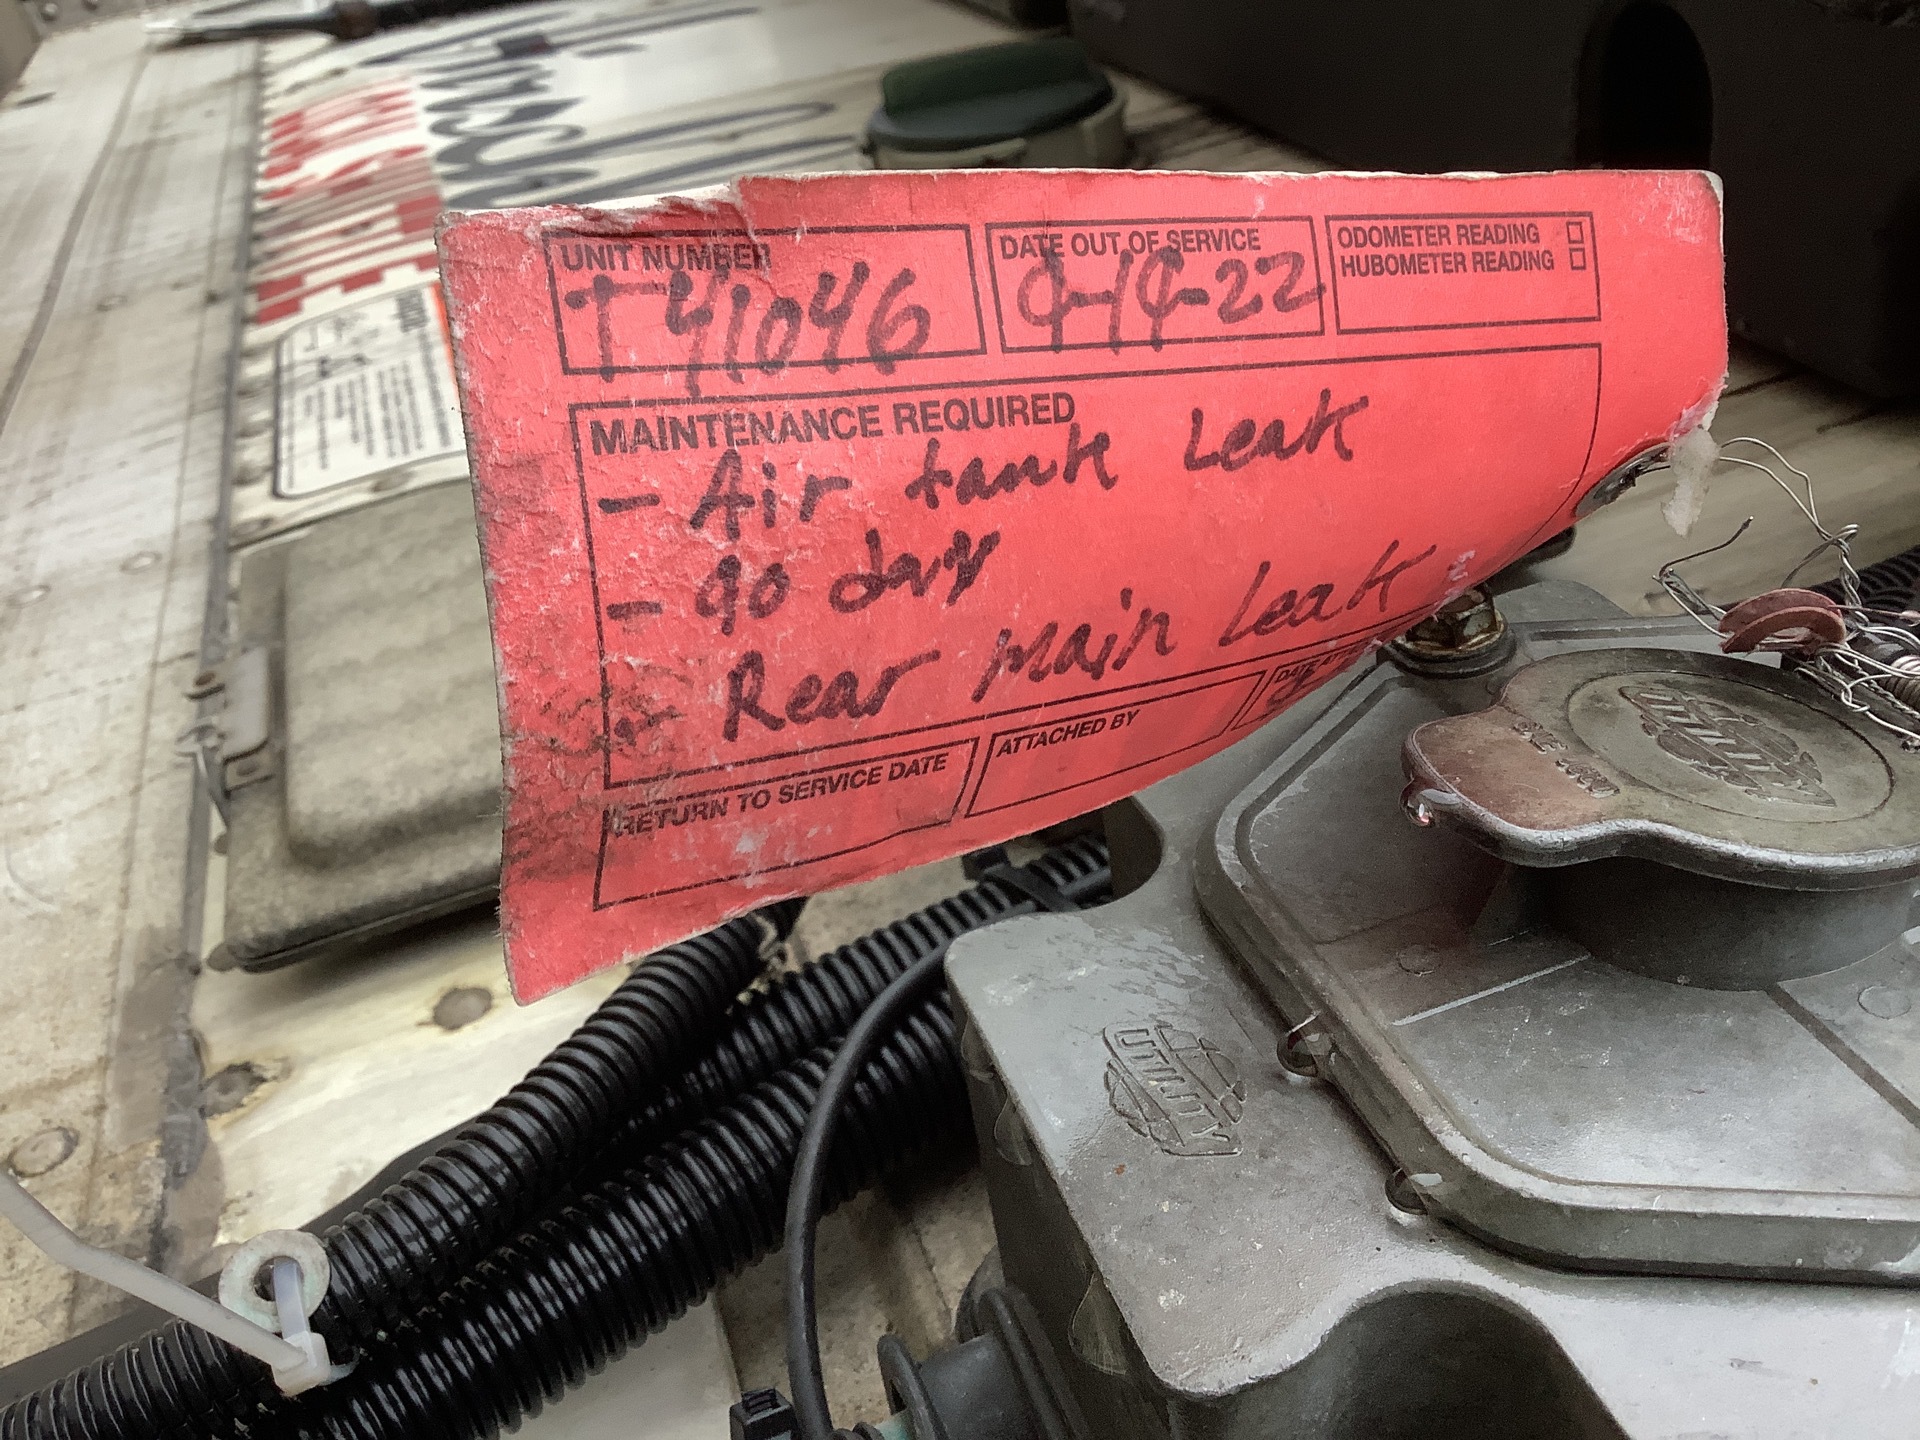 UNIT NUMBER
T41046
DATE OUT OF SERVICE
9-19-22
ODOMETER READING
HUBOMETER READING
MAINTENANCE REQUIRED
- Air tank Leak
- 90 day
- Rear Main Leak
RETURN TO SERVICE DATE
ATTACHED BY
UTILITY
UTILITY